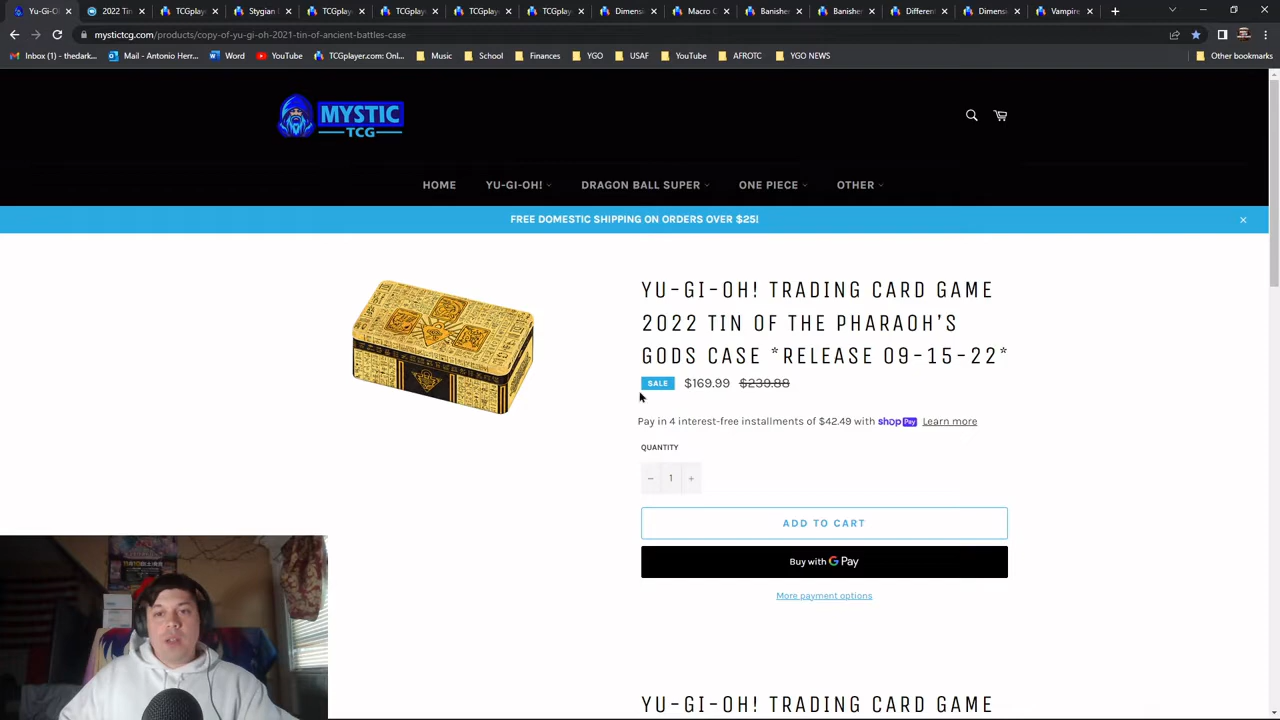 Yu-Gi-O
2022 Tin
TCGplay
Stygian
TCGplay
TCGplay
TCGplay
TCGplay
Dimensi
Macro C
Banisher
Banisher
Different
Dimensi
Vampire
mystictcg.com/products/copy-of-yu-gi-oh-2021-tin-of-ancient-battles-case
Inbox (1) - thedark...
Mail - Antonio Herr...
Word
YouTube
TCGplayer.com: Onl...
Music
School
Finances
YGO
USAF
YouTube
AFROTC
YGO NEWS
Other bookmarks
MYSTIC
TCG
HOME
YU-GI-OH!
DRAGON BALL SUPER
ONE PIECE
OTHER
FREE DOMESTIC SHIPPING ON ORDERS OVER $25!
YU-GI-OH! TRADING CARD GAME
2022 TIN OF THE PHARAOH'S
GODS CASE *RELEASE 09-15-22*
SALE $169.99 $239.88
Pay in 4 interest-free installments of $42.49 with shop Pay Learn more
QUANTITY
− 1 +
ADD TO CART
Buy with G Pay
More payment options
YU-GI-OH! TRADING CARD GAME